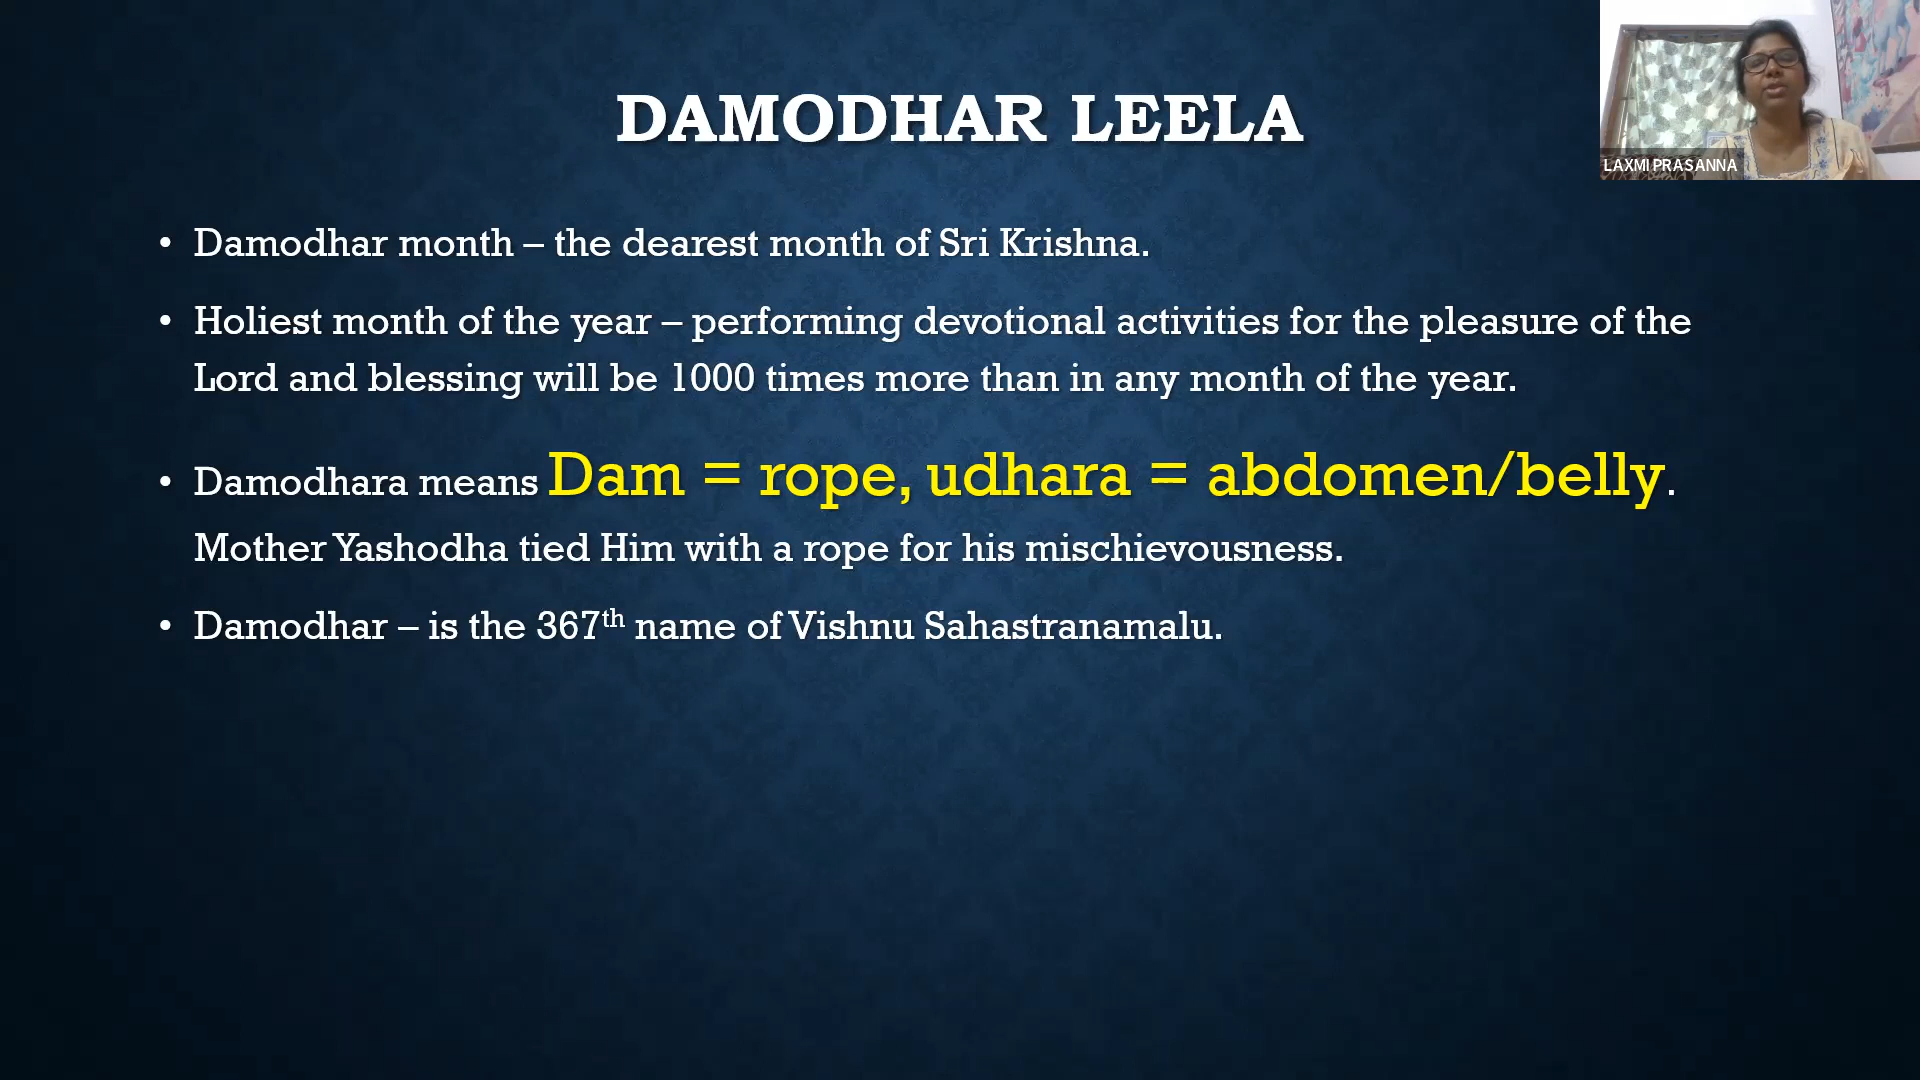 DAMODHAR LEELA
LAXMI PRASANNA
• Damodhar month – the dearest month of Sri Krishna.
• Holiest month of the year – performing devotional activities for the pleasure of the
Lord and blessing will be 1000 times more than in any month of the year.
• Damodhara means Dam = rope, udhara = abdomen/belly.
Mother Yashodha tied Him with a rope for his mischievousness.
• Damodhar – is the 367th name of Vishnu Sahastranamalu.